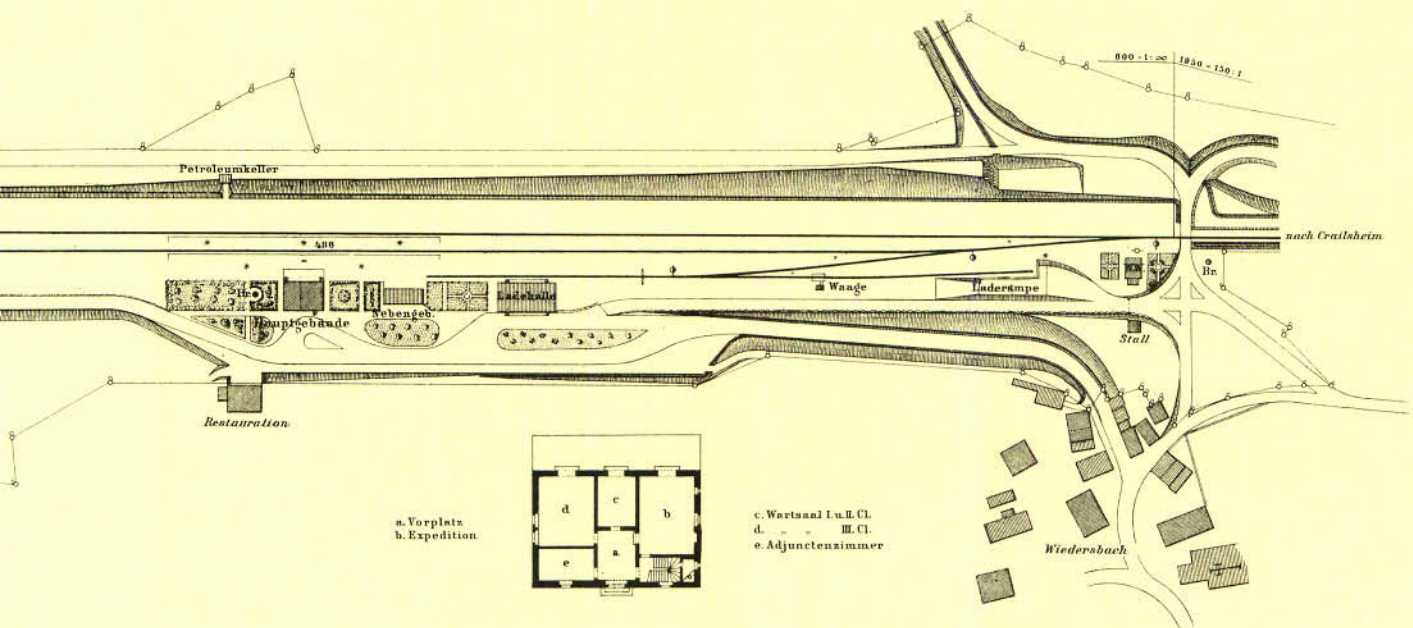 600 - 1:∞ 1050 - 150:1
Petroleumkeller
486
nach Crailsheim
Br.
Br.
Ladehalle
Waage
Laderampe
Hauptgebäude
Nebengeb.
Stall
Restauration
d
c
b
a
e
a. Vorplatz
b. Expedition
c. Wartsaal I.u.II.Cl.
d. „ „ III.Cl.
e. Adjunctenzimmer
Wiedersbach